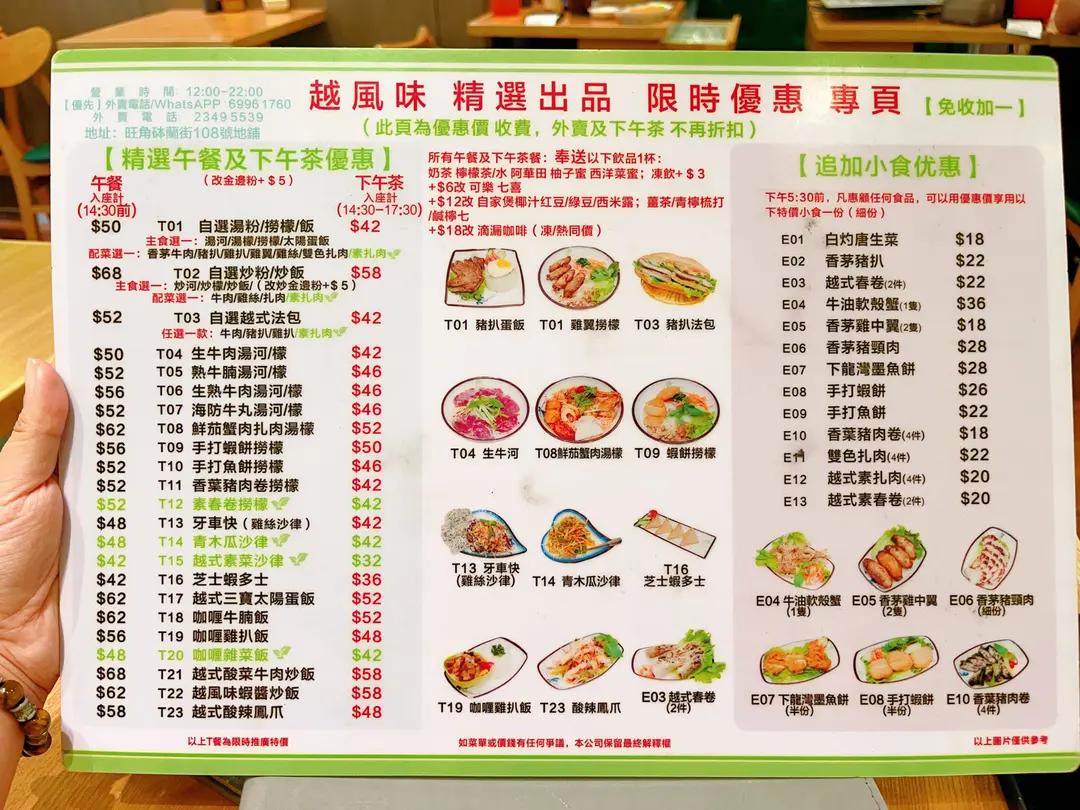 營業時間: 12:00-22:00
【優先】外賣電話/WhatsAPP 69961760
外賣電話 23495539
地址: 旺角砵蘭街108號地舖
越風味 精選出品 限時優惠 專頁【免收加一】
(此頁為優惠價 收費, 外賣及下午茶 不再折扣)
【精選午餐及下午茶優惠】
(改金邊粉+$5)
午餐
入座計
(14:30前)
下午茶
入座計
(14:30-17:30)
$50 T01 自選湯粉/撈檬/飯 $42
主食選一: 湯河/湯檬/撈檬/太陽蛋飯
配菜選一: 香茅牛肉/豬扒/雞扒/雞翼/雞絲/雙色扎肉/素扎肉
$68 T02 自選炒粉/炒飯 $58
主食選一: 炒河/炒檬/炒飯/(改炒金邊粉+$5)
配菜選一: 牛肉/雞絲/扎肉/素扎肉
$52 T03 自選越式法包 $42
任選一款: 牛肉/豬扒/雞扒/素扎肉
$50 T04 生牛肉湯河/檬 $42
$52 T05 熟牛腩湯河/檬 $46
$56 T06 生熟牛肉湯河/檬 $46
$52 T07 海防牛丸湯河/檬 $46
$62 T08 鮮茄蟹肉扎肉湯檬 $52
$56 T09 手打蝦餅撈檬 $50
$52 T10 手打魚餅撈檬 $46
$52 T11 香葉豬肉卷撈檬 $42
$52 T12 素春卷撈檬 $42
$48 T13 牙車快(雞絲沙律) $42
$48 T14 青木瓜沙律 $42
$42 T15 越式素菜沙律 $32
$42 T16 芝士蝦多士 $36
$62 T17 越式三寶太陽蛋飯 $52
$62 T18 咖喱牛腩飯 $52
$56 T19 咖喱雞扒飯 $48
$48 T20 咖喱雜菜飯 $42
$68 T21 越式酸菜牛肉炒飯 $58
$62 T22 越風味蝦醬炒飯 $58
$58 T23 越式酸辣鳳爪 $48
以上T餐為限時推廣特價
所有午餐及下午茶餐: 奉送以下飲品1杯:
奶茶 檸檬茶/水 阿華田 柚子蜜 西洋菜蜜; 凍飲+$3
+$6改 可樂 七喜
+$12改 自家煲椰汁红豆/綠豆/西米露; 薑茶/青檸梳打
/鹹檸七
+$18改 滴漏咖啡(凍/熱同價)
T01 豬扒蛋飯 T01 雞翼撈檬 T03 豬扒法包
T04 生牛河 T08鮮茄蟹肉湯檬 T09 蝦餅撈檬
T13 牙車快
(雞絲沙律)
T14 青木瓜沙律
T16
芝士蝦多士
T19 咖喱雞扒飯 T23 越式酸辣鳳爪
E03 越式春卷
(2件)
如菜單或價錢有任何爭議, 本公司保留最終解釋權
【追加小食优惠】
下午5:30前, 凡惠顧任何食品, 可以用優惠價享用以
下特價小食一份(細份)
E01 白灼唐生菜 $18
E02 香茅豬扒 $22
E03 越式春卷(2件) $22
E04 牛油軟殼蟹(1隻) $36
E05 香茅雞中翼(2隻) $18
E06 香茅豬頸肉 $28
E07 下龍灣墨魚餅 $28
E08 手打蝦餅 $26
E09 手打魚餅 $22
E10 香葉豬肉卷(4件) $18
E11 雙色扎肉(4件) $22
E12 越式素扎肉(4件) $20
E13 越式素春卷(2件) $20
E04 牛油軟殼蟹
(1隻)
E05 香茅雞中翼
(2隻)
E06 香茅豬頸肉
(細份)
E07 下龍灣墨魚餅
(半份)
E08 手打蝦餅
(半份)
E10 香葉豬肉卷
(4件)
以上圖片僅供參考